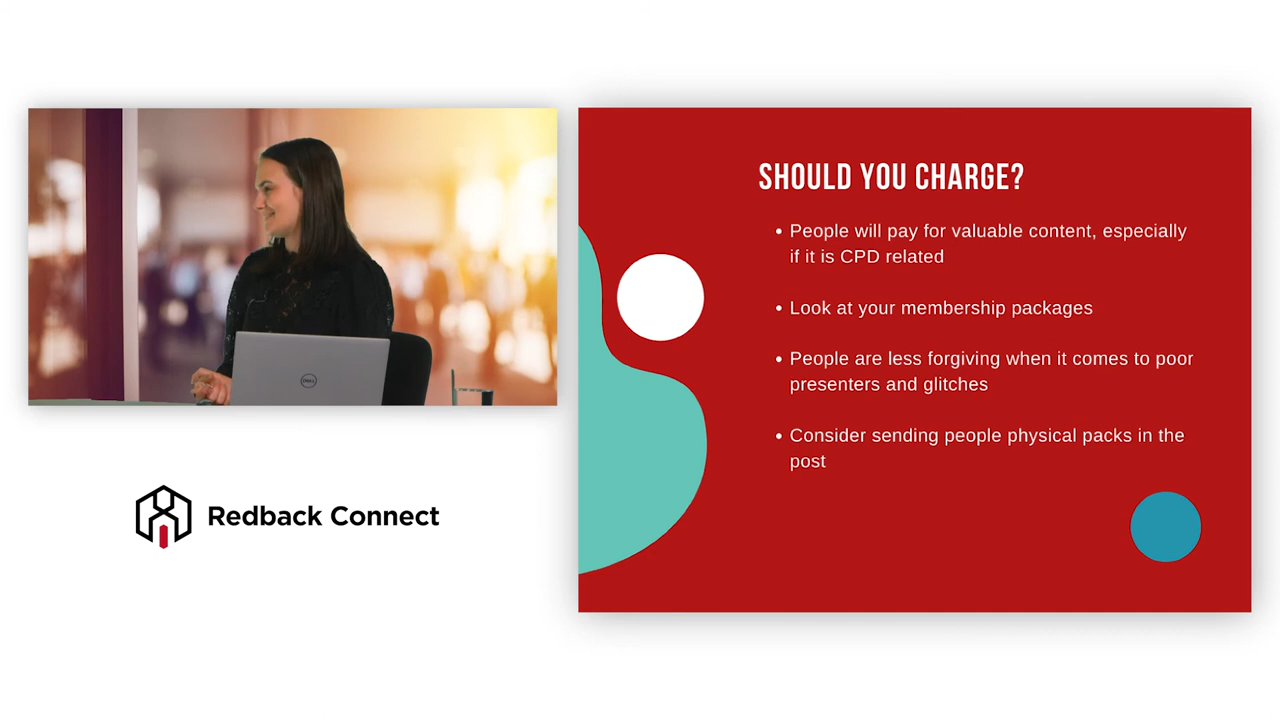 SHOULD YOU CHARGE?
• People will pay for valuable content, especially
if it is CPD related
• Look at your membership packages
• People are less forgiving when it comes to poor
presenters and glitches
• Consider sending people physical packs in the
post
DELL
Redback Connect